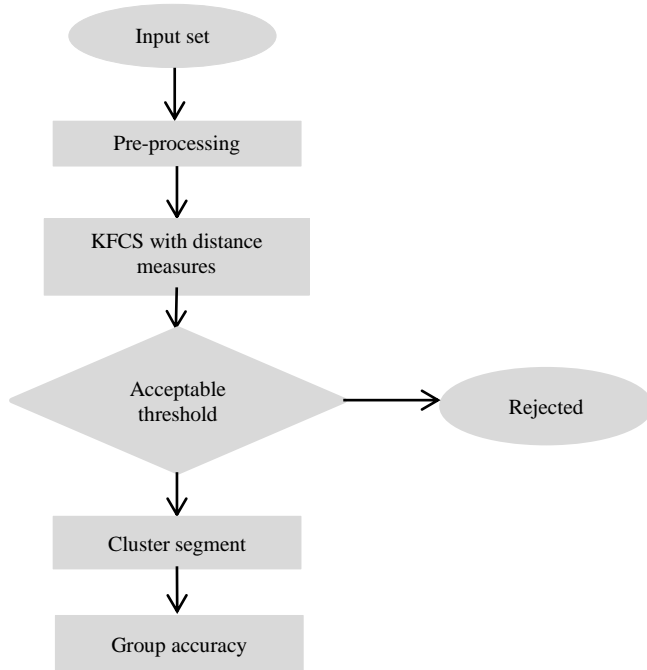 Input set
Pre-processing
KFCS with distance
measures
Acceptable
threshold
Rejected
Cluster segment
Group accuracy